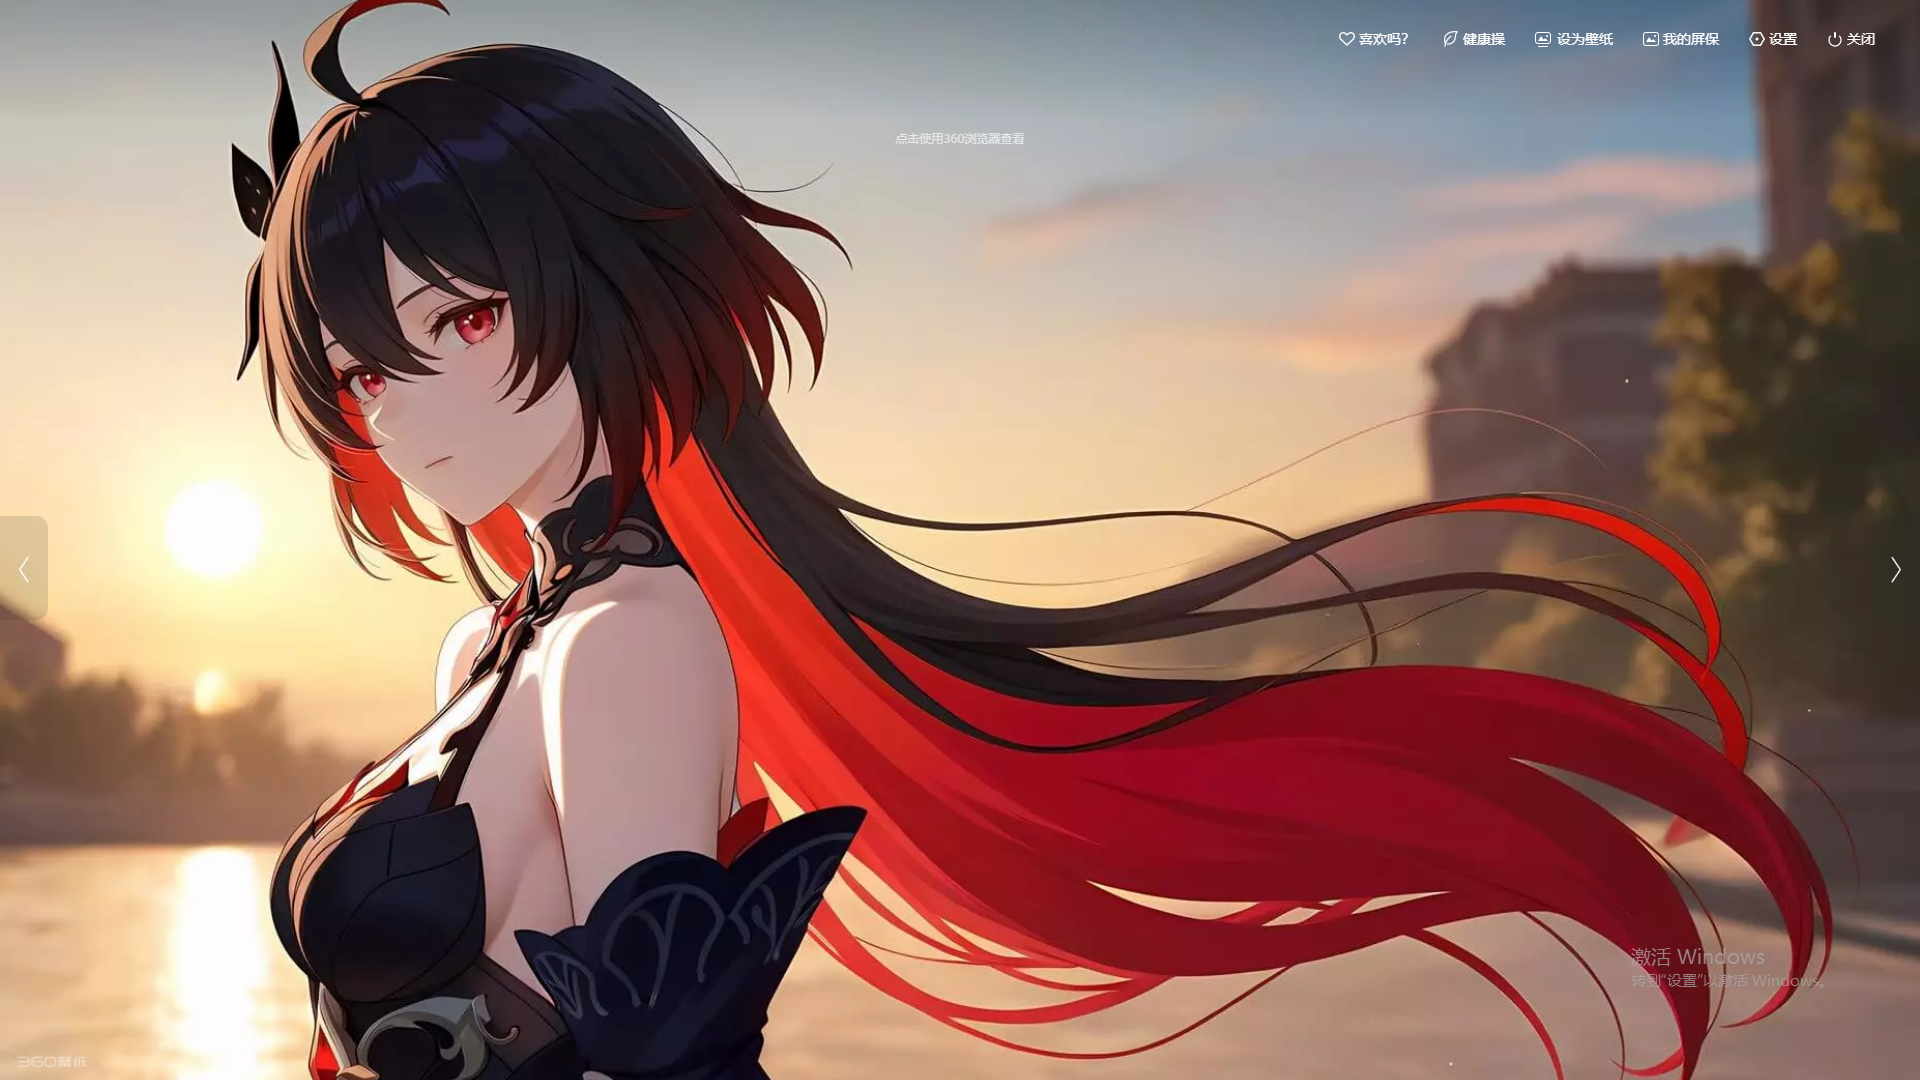 喜欢吗?
健康操
设为壁纸
我的屏保
设置
关闭
点击使用360浏览器查看
激活 Windows
转到“设置”以激活 Windows。
360壁纸